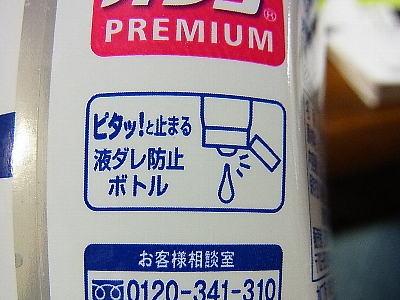 PREMIUM
ピタッ!と止まる
液ダレ防止
ボトル
お客様相談室
0120-341-310